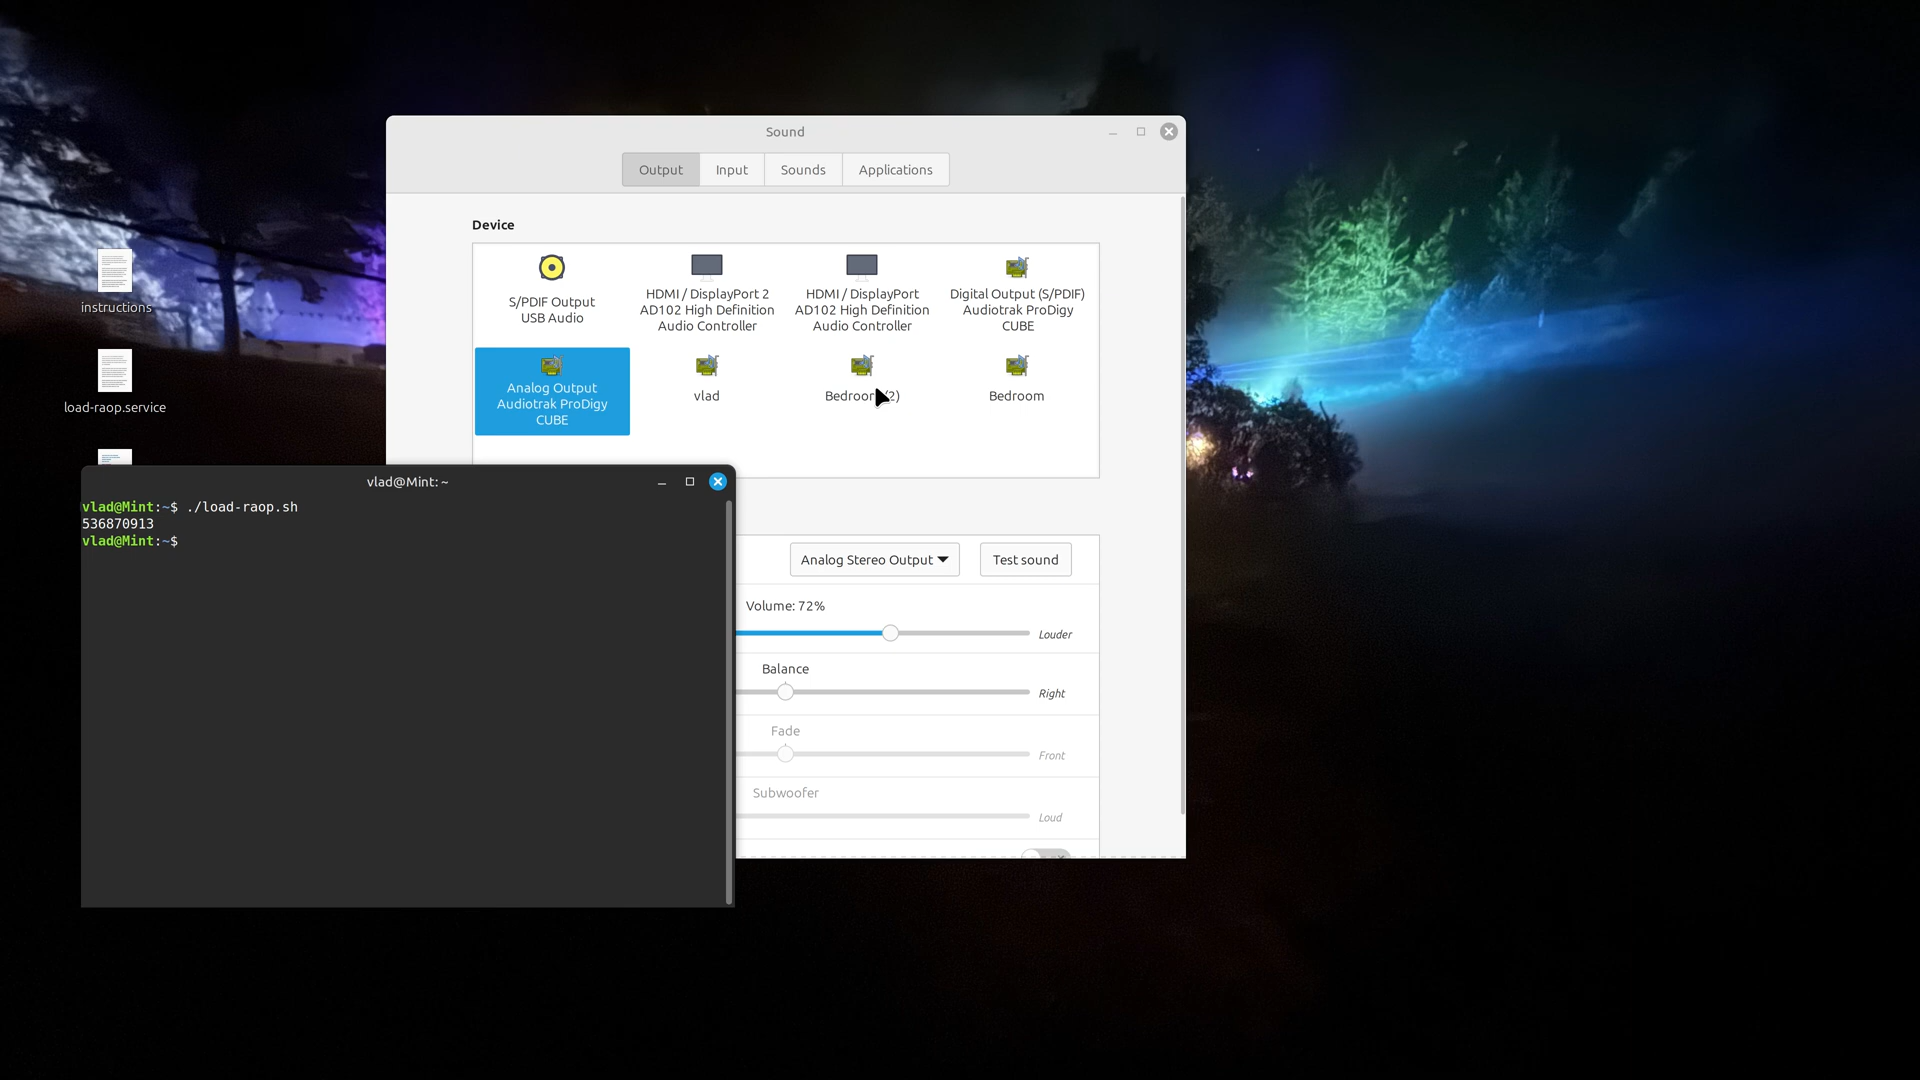 Sound
Output
Input
Sounds
Applications
Device
S/PDIF Output
USB Audio
HDMI / DisplayPort 2
AD102 High Definition
Audio Controller
HDMI / DisplayPort
AD102 High Definition
Audio Controller
Digital Output (S/PDIF)
Audiotrak ProDigy
CUBE
Analog Output
Audiotrak ProDigy
CUBE
vlad
2)
Bedroom
Analog Stereo Output
Test sound
Volume: 72%
Louder
Balance
Right
Fade
Front
Subwoofer
Loud
instructions
load-raop.service
vlad@Mint: ~
vlad@Mint:~$ ./load-raop.sh
536870913
vlad@Mint:~$